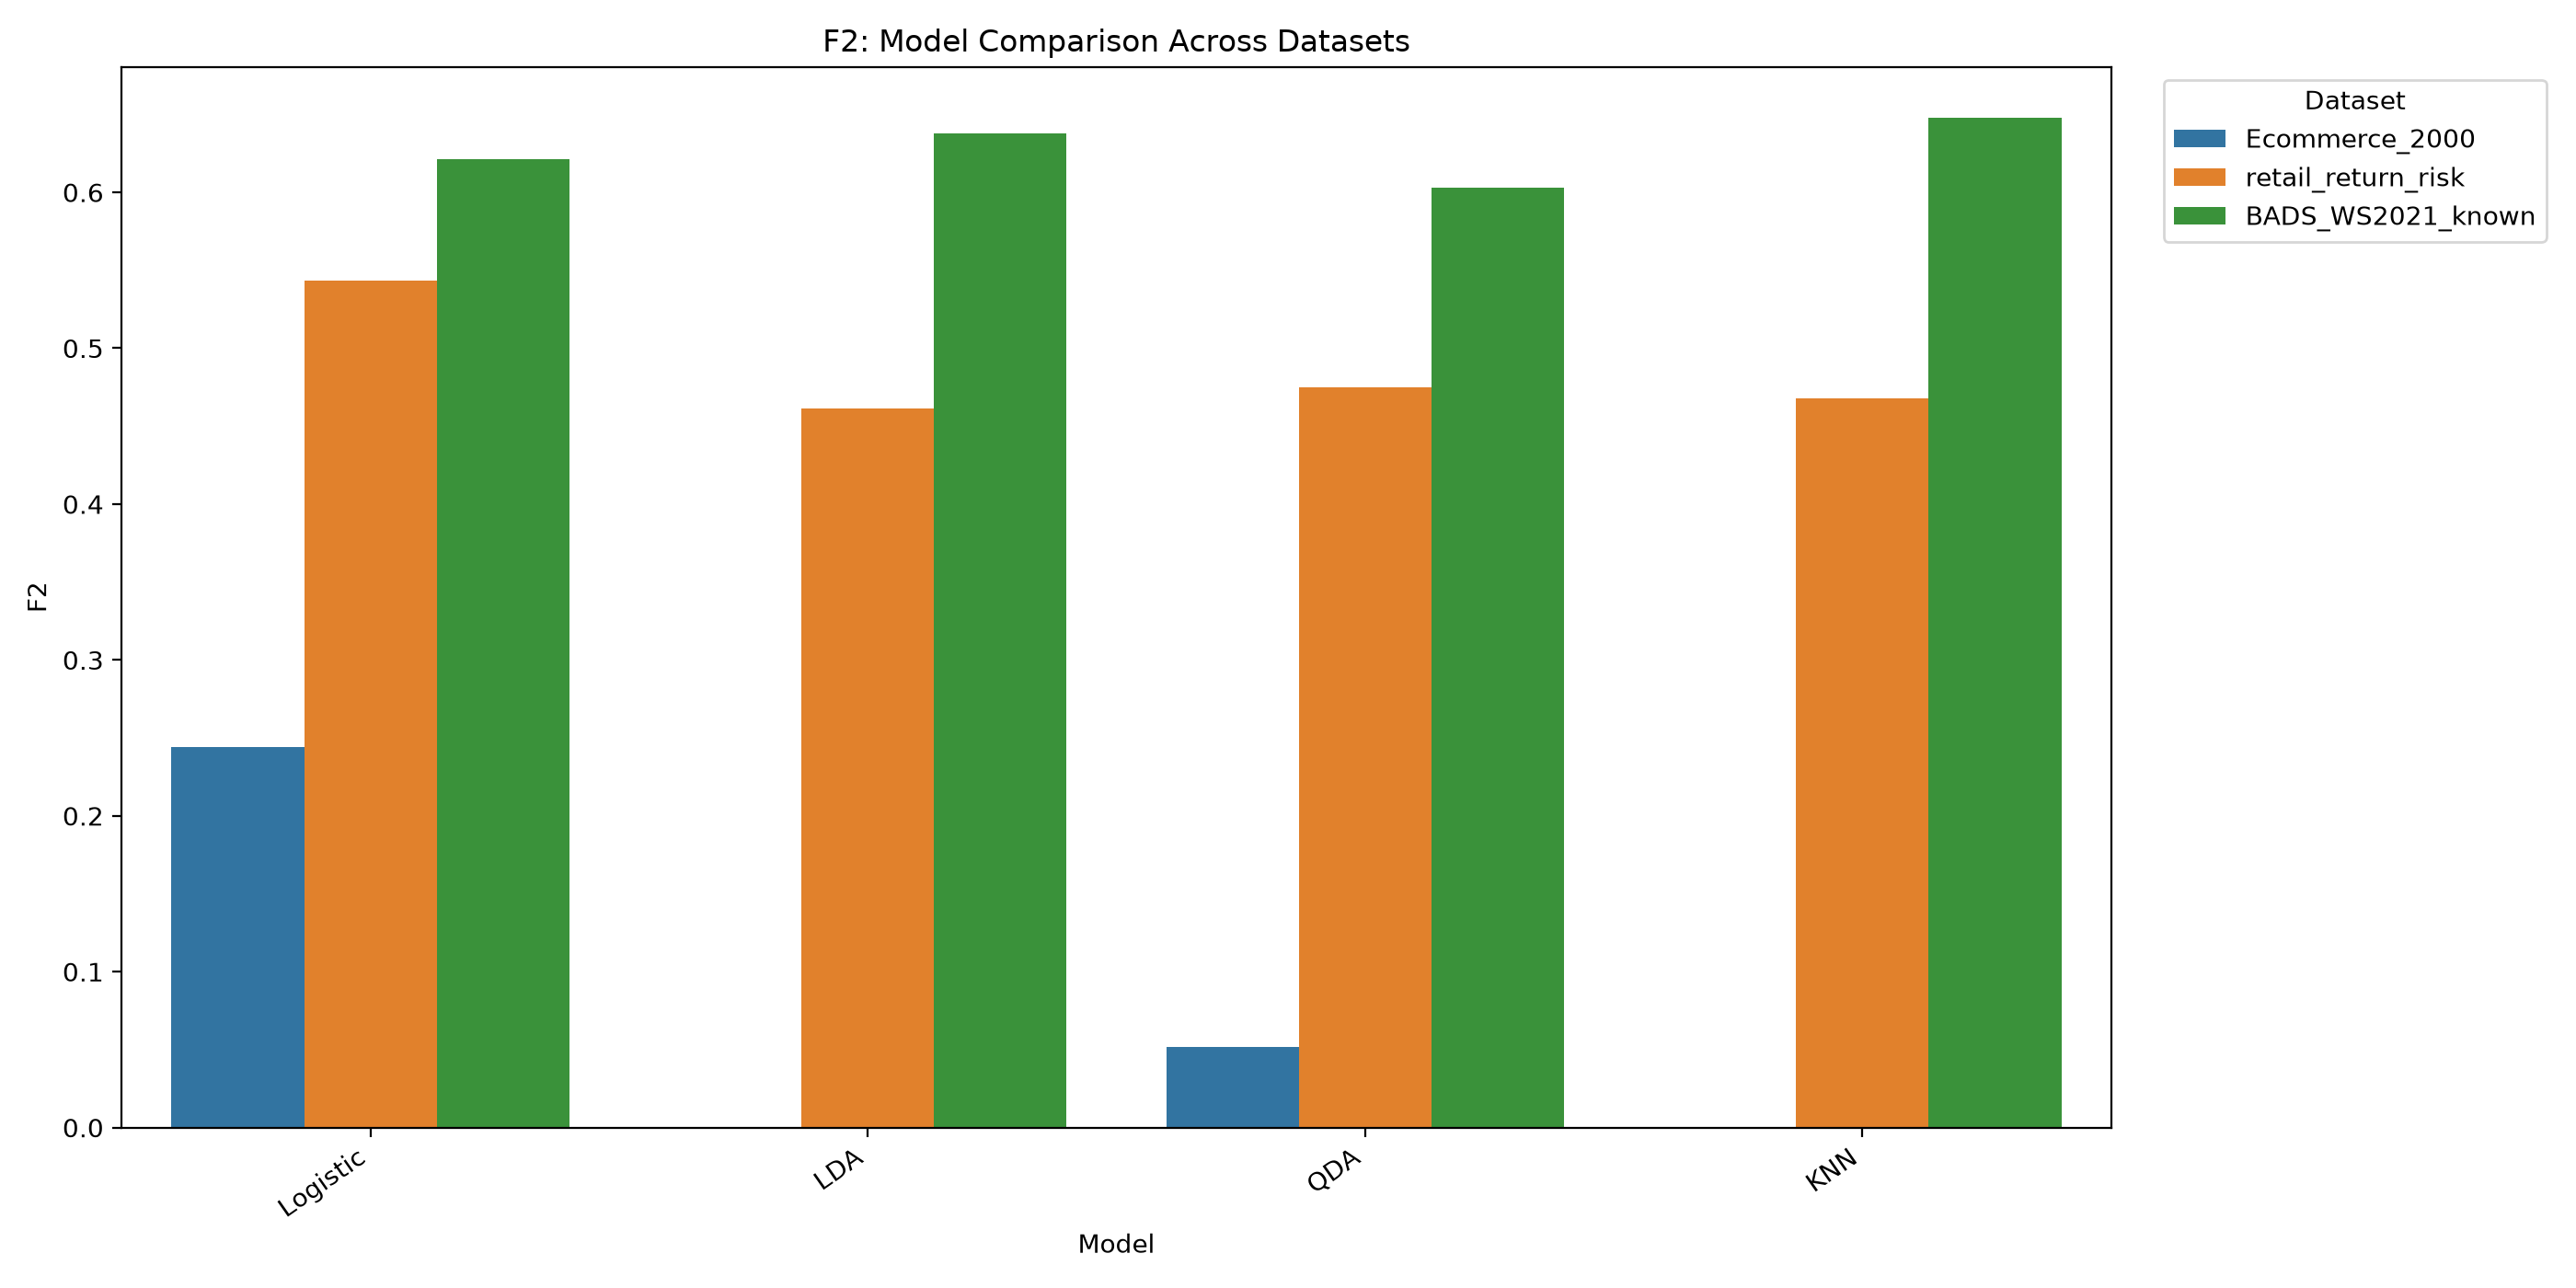 F2: Model Comparison Across Datasets
F2
0.6
0.5
0.4
0.3
0.2
0.1
0.0
Logistic
LDA
QDA
KNN
Model
Dataset
Ecommerce_2000
retail_return_risk
BADS_WS2021_known